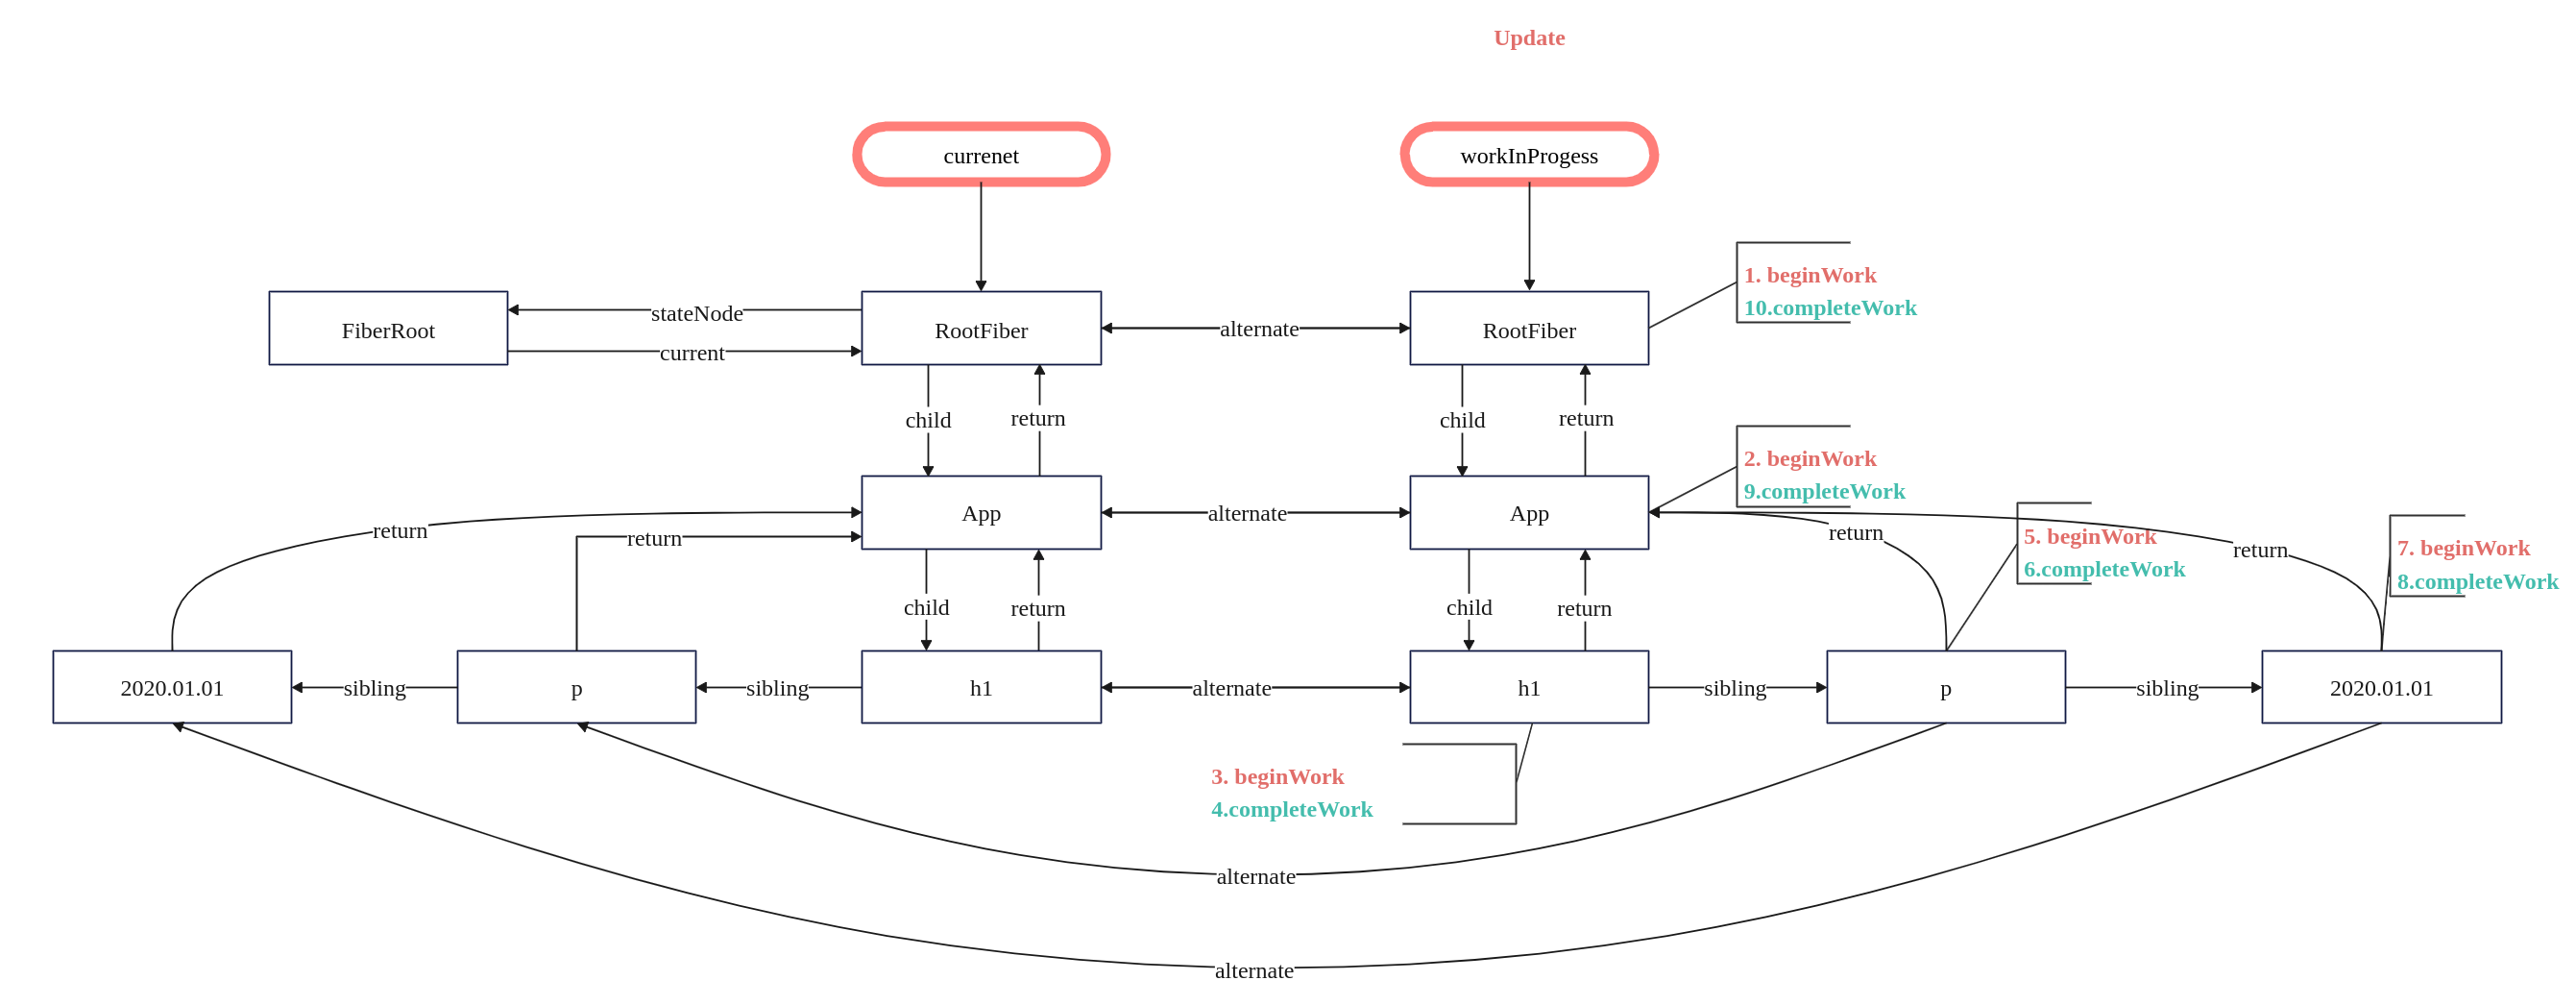 Update
currenet
workInProgess
1. beginWork
10.completeWork
FiberRoot
stateNode
current
RootFiber
alternate
RootFiber
child
return
child
return
2. beginWork
9.completeWork
return
return
App
alternate
App
return
5. beginWork
6.completeWork
return
7. beginWork
8.completeWork
child
return
child
return
2020.01.01
sibling
p
sibling
h1
alternate
h1
sibling
p
sibling
2020.01.01
3. beginWork
4.completeWork
alternate
alternate